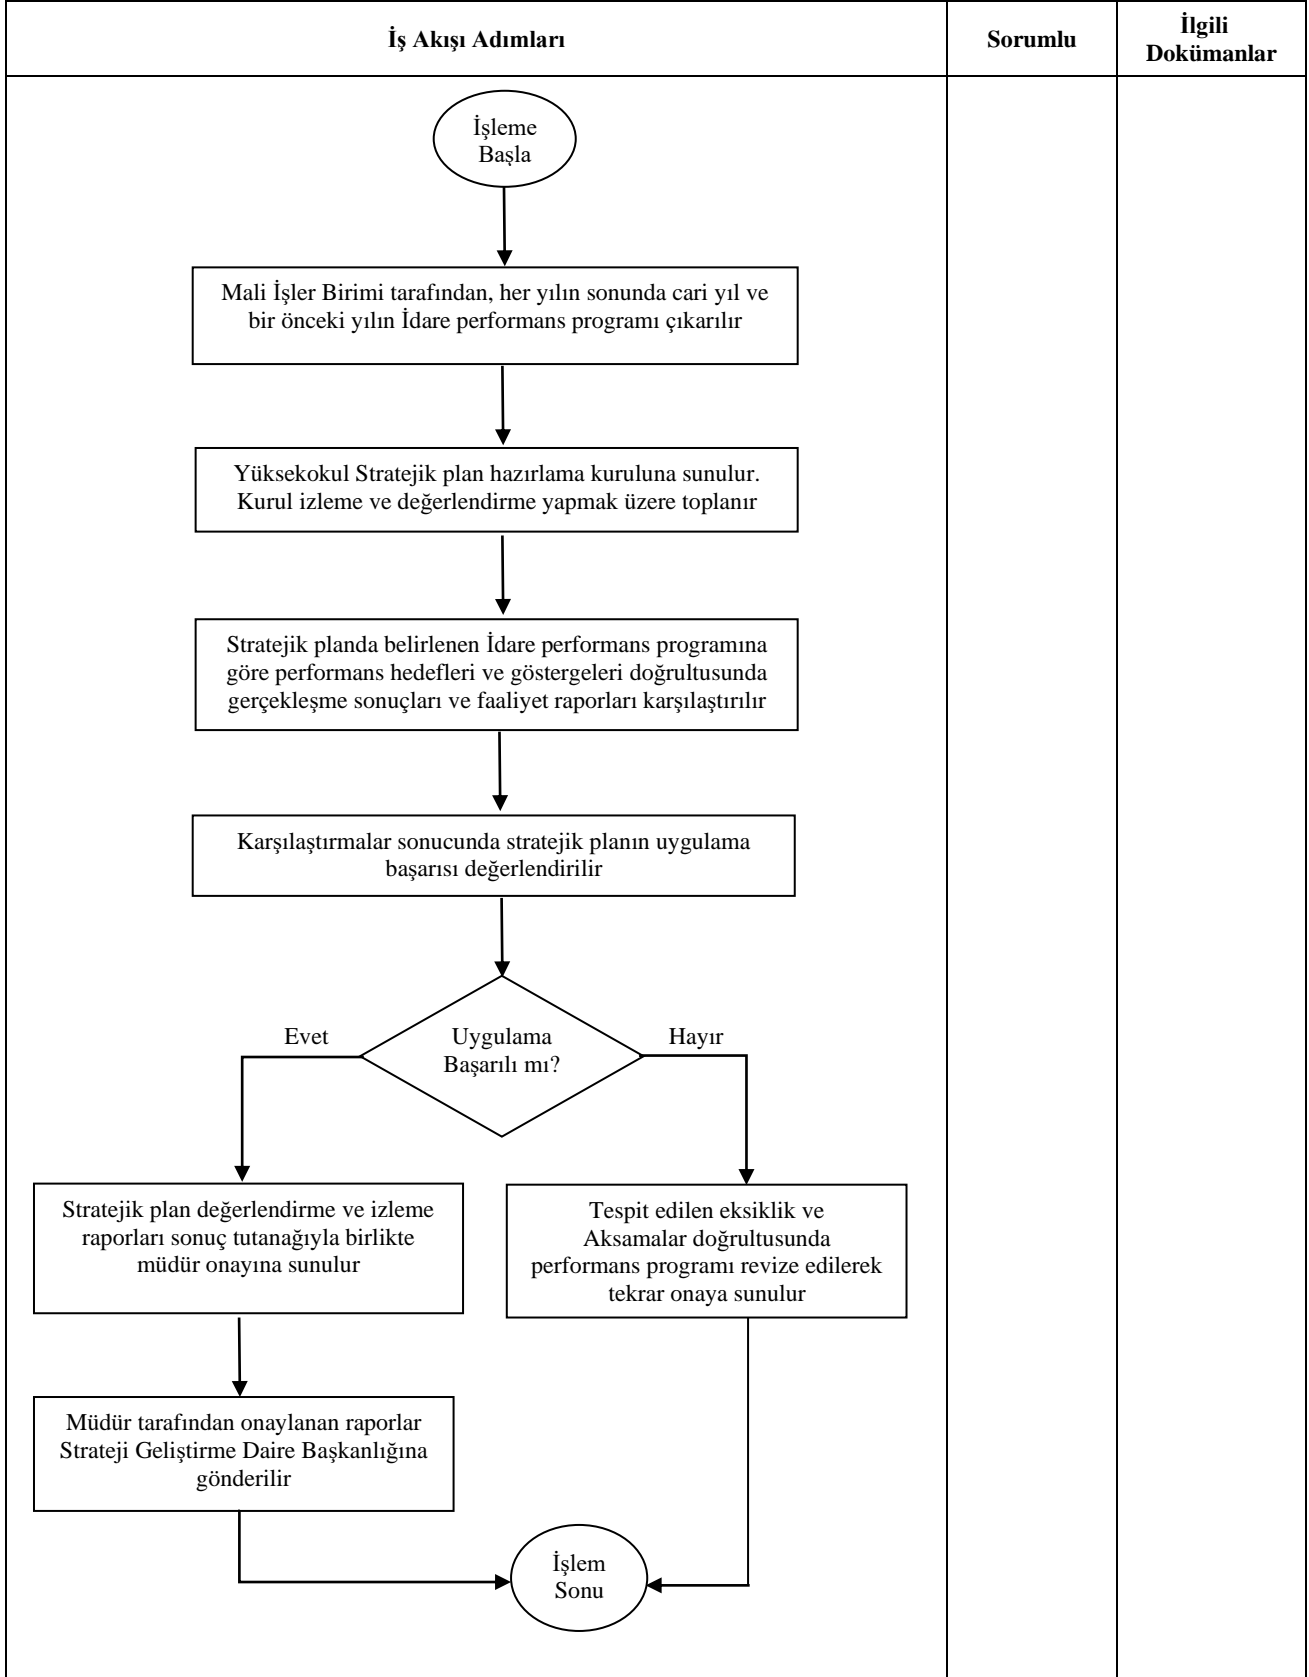 İş Akışı Adımları
Sorumlu
İlgili
Dokümanlar
İşleme
Başla
Mali İşler Birimi tarafından, her yılın sonunda cari yıl ve
bir önceki yılın İdare performans programı çıkarılır
Yüksekokul Stratejik plan hazırlama kuruluna sunulur.
Kurul izleme ve değerlendirme yapmak üzere toplanır
Stratejik planda belirlenen İdare performans programına
göre performans hedefleri ve göstergeleri doğrultusunda
gerçekleşme sonuçları ve faaliyet raporları karşılaştırılır
Karşılaştırmalar sonucunda stratejik planın uygulama
başarısı değerlendirilir
Evet
Uygulama
Başarılı mı?
Hayır
Stratejik plan değerlendirme ve izleme
raporları sonuç tutanağıyla birlikte
müdür onayına sunulur
Tespit edilen eksiklik ve
Aksamalar doğrultusunda
performans programı revize edilerek
tekrar onaya sunulur
Müdür tarafından onaylanan raporlar
Strateji Geliştirme Daire Başkanlığına
gönderilir
İşlem
Sonu